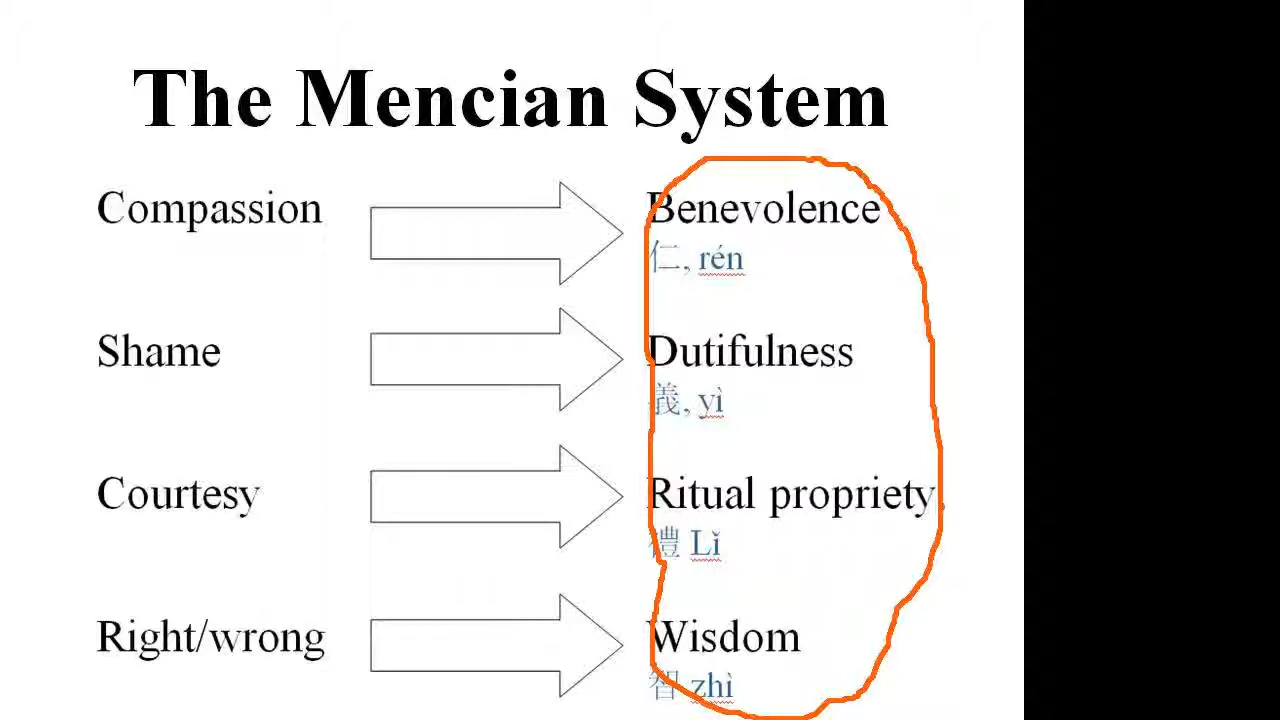 The Mencian System
Compassion
Benevolence
仁, rén
Shame
Dutifulness
義, yì
Courtesy
Ritual propriety
禮 Lǐ
Right/wrong
Wisdom
智 zhì